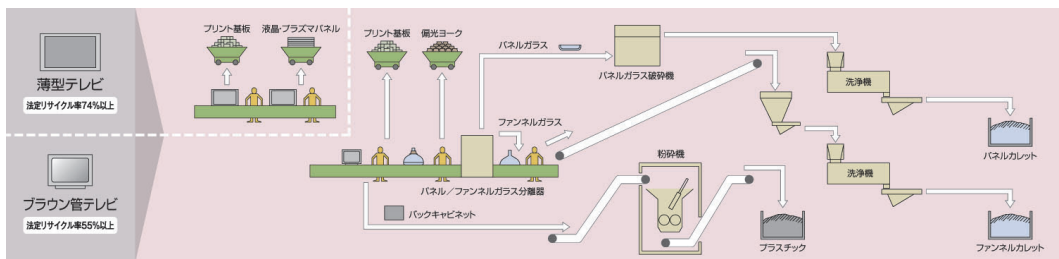 薄型テレビ
法定リサイクル率74%以上
ブラウン管テレビ
法定リサイクル率55%以上
プリント基板
液晶・プラズマパネル
プリント基板
偏光ヨーク
パネルガラス
パネルガラス破砕機
ファンネルガラス
パネル／ファンネルガラス分離器
バックキャビネット
粉砕機
プラスチック
洗浄機
パネルカレット
洗浄機
ファンネルカレット